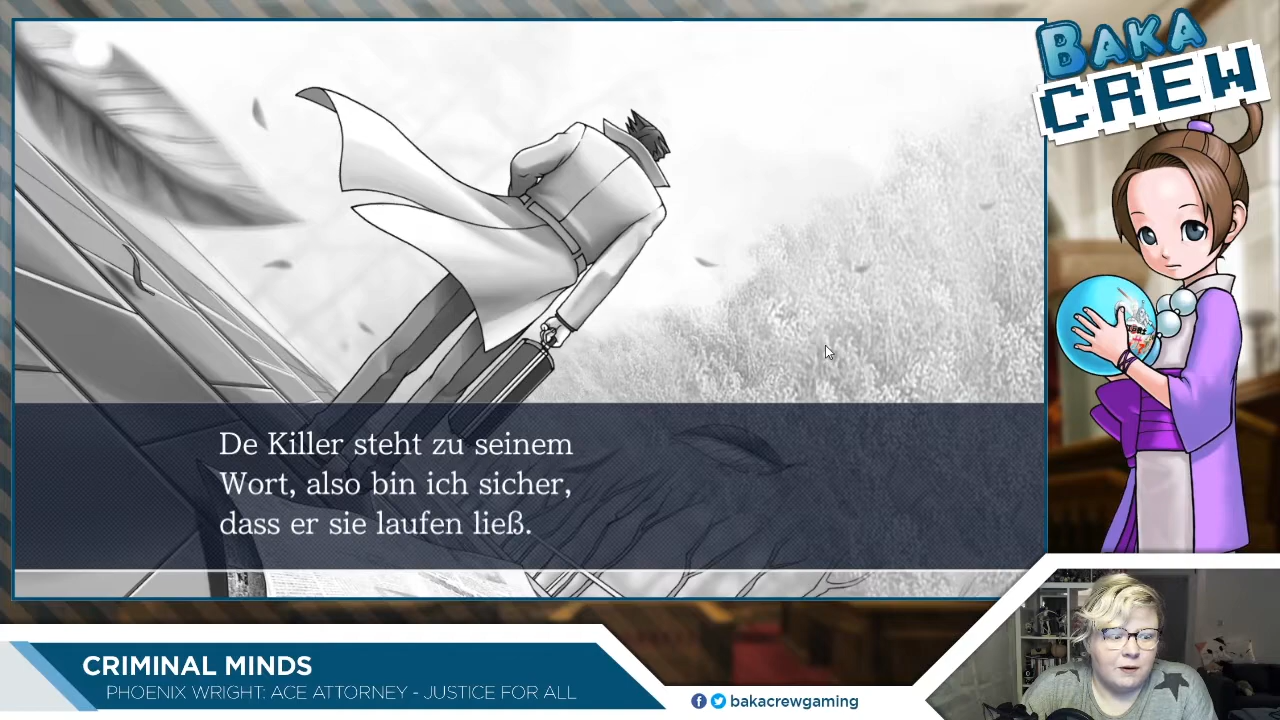 BAKA
CREW
De Killer steht zu seinem
Wort, also bin ich sicher,
dass er sie laufen ließ.
CRIMINAL MINDS
PHOENIX WRIGHT: ACE ATTORNEY - JUSTICE FOR ALL
bakacrewgaming